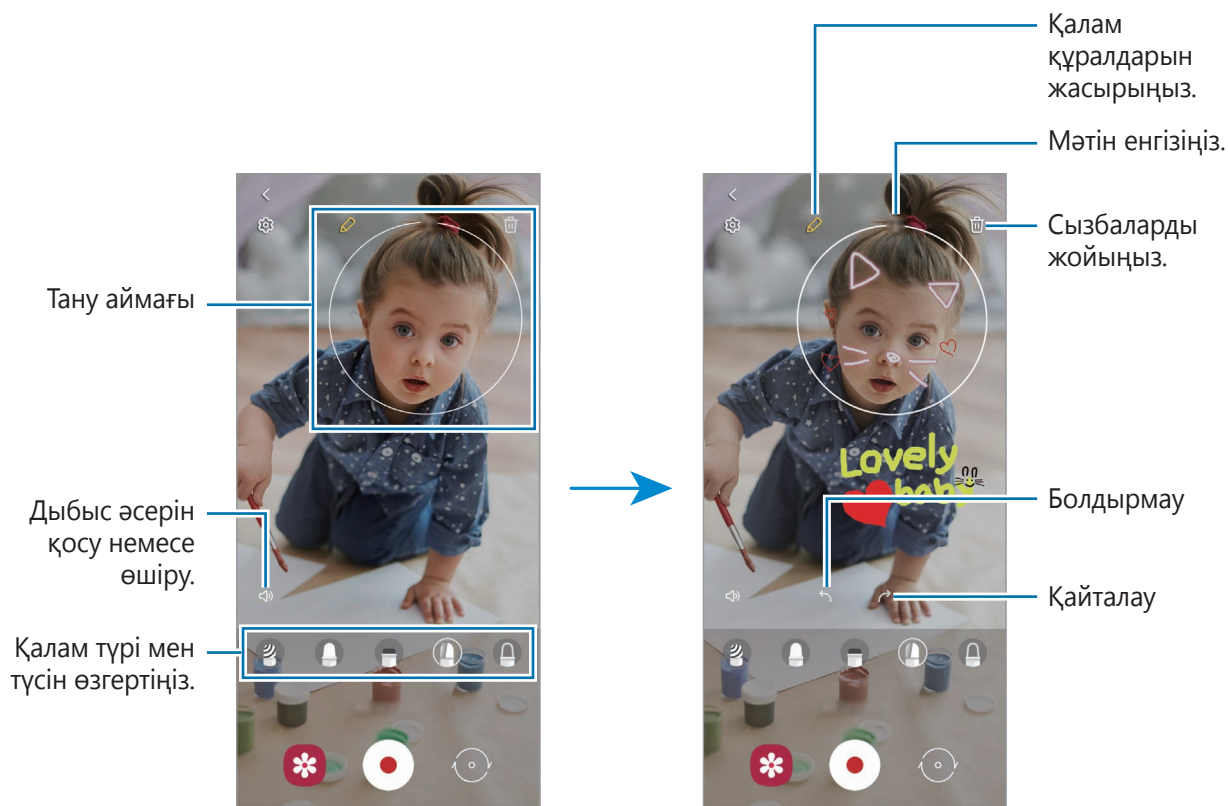 Қалам
құралдарын
жасырыңыз.
Мәтін енгізіңіз.
Сызбаларды
жойыңыз.
Тану аймағы
Lovely
baby
Дыбыс әсерін
қосу немесе
өшіру.
Болдырмау
Қайталау
Қалам түрі мен
түсін өзгертіңіз.